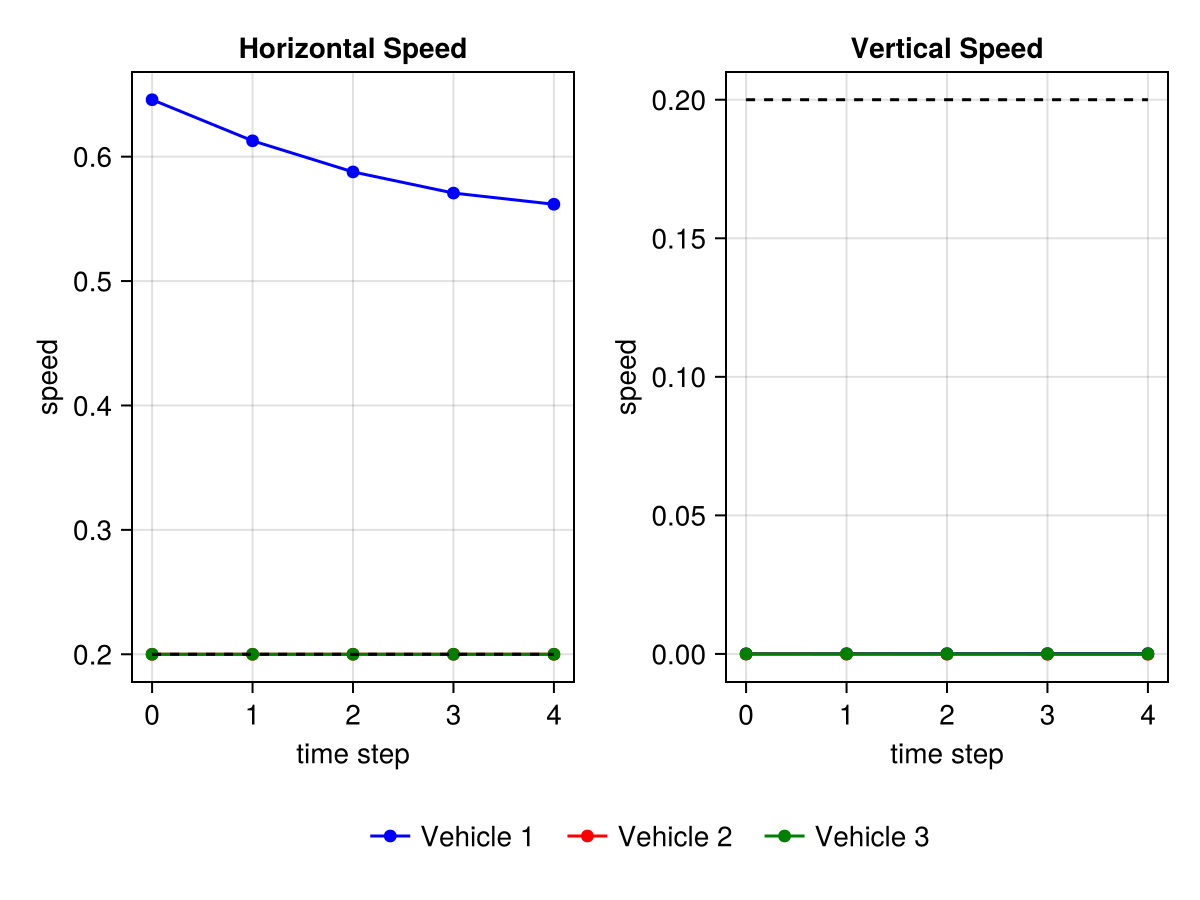 Horizontal Speed
speed
0.6
0.5
0.4
0.3
0.2
0 1 2 3 4
time step
Vertical Speed
speed
0.20
0.15
0.10
0.05
0.00
0 1 2 3 4
time step
Vehicle 1 Vehicle 2 Vehicle 3